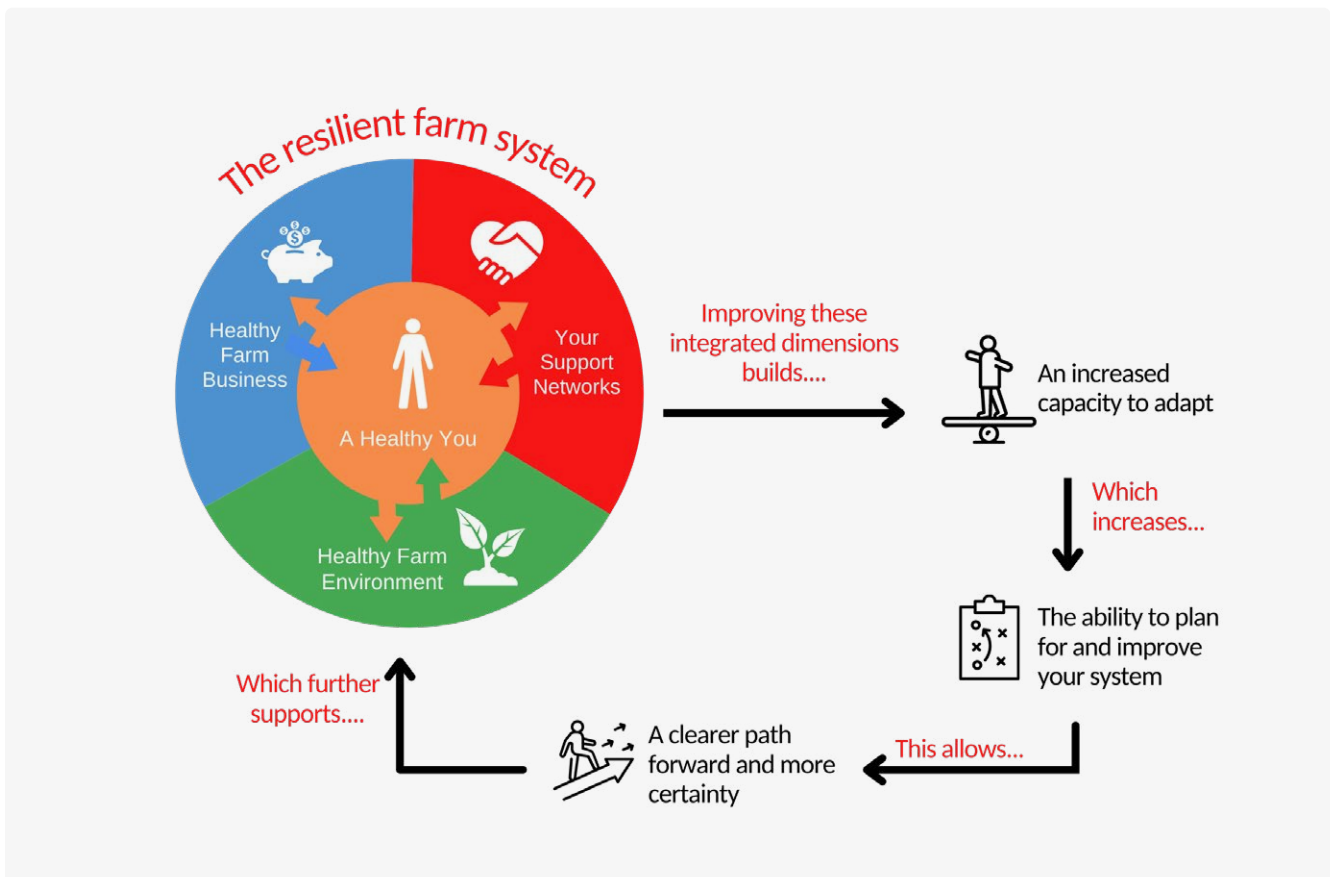 The resilient farm system
Healthy
Farm
Business
Your
Support
Networks
A Healthy You
Healthy Farm
Environment
Improving these
integrated dimensions
builds....
An increased
capacity to adapt
Which
increases...
The ability to plan
for and improve
your system
This allows...
A clearer path
forward and more
certainty
Which further
supports....